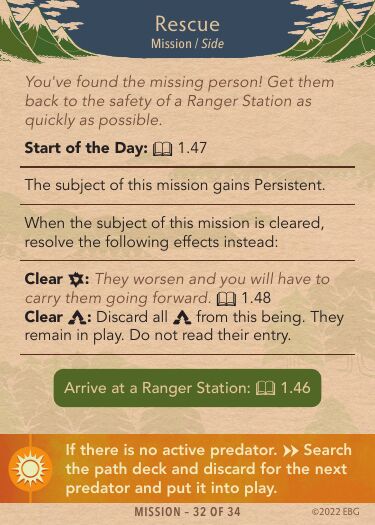 Rescue
Mission / Side
You've found the missing person! Get them
back to the safety of a Ranger Station as
quickly as possible.
Start of the Day: 1.47
The subject of this mission gains Persistent.
When the subject of this mission is cleared,
resolve the following effects instead:
Clear : They worsen and you will have to
carry them going forward. 1.48
Clear : Discard all from this being. They
remain in play. Do not read their entry.
Arrive at a Ranger Station: 1.46
If there is no active predator. Search
the path deck and discard for the next
predator and put it into play.
MISSION – 32 OF 34
©2022 EBG